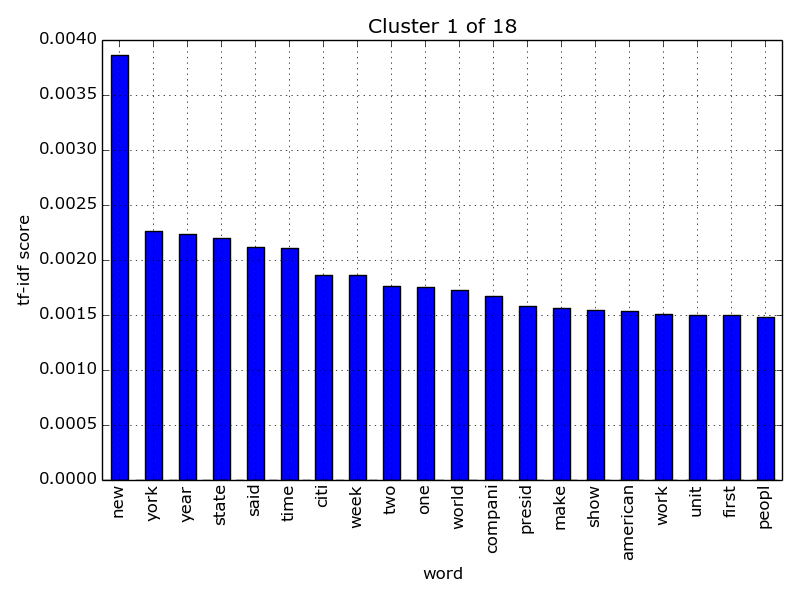 Cluster 1 of 18
0.0040
0.0035
0.0030
0.0025
0.0020
0.0015
0.0010
0.0005
0.0000
tf-idf score
new
york
year
state
said
time
citi
week
two
one
world
compani
presid
make
show
american
work
unit
first
peopl
word